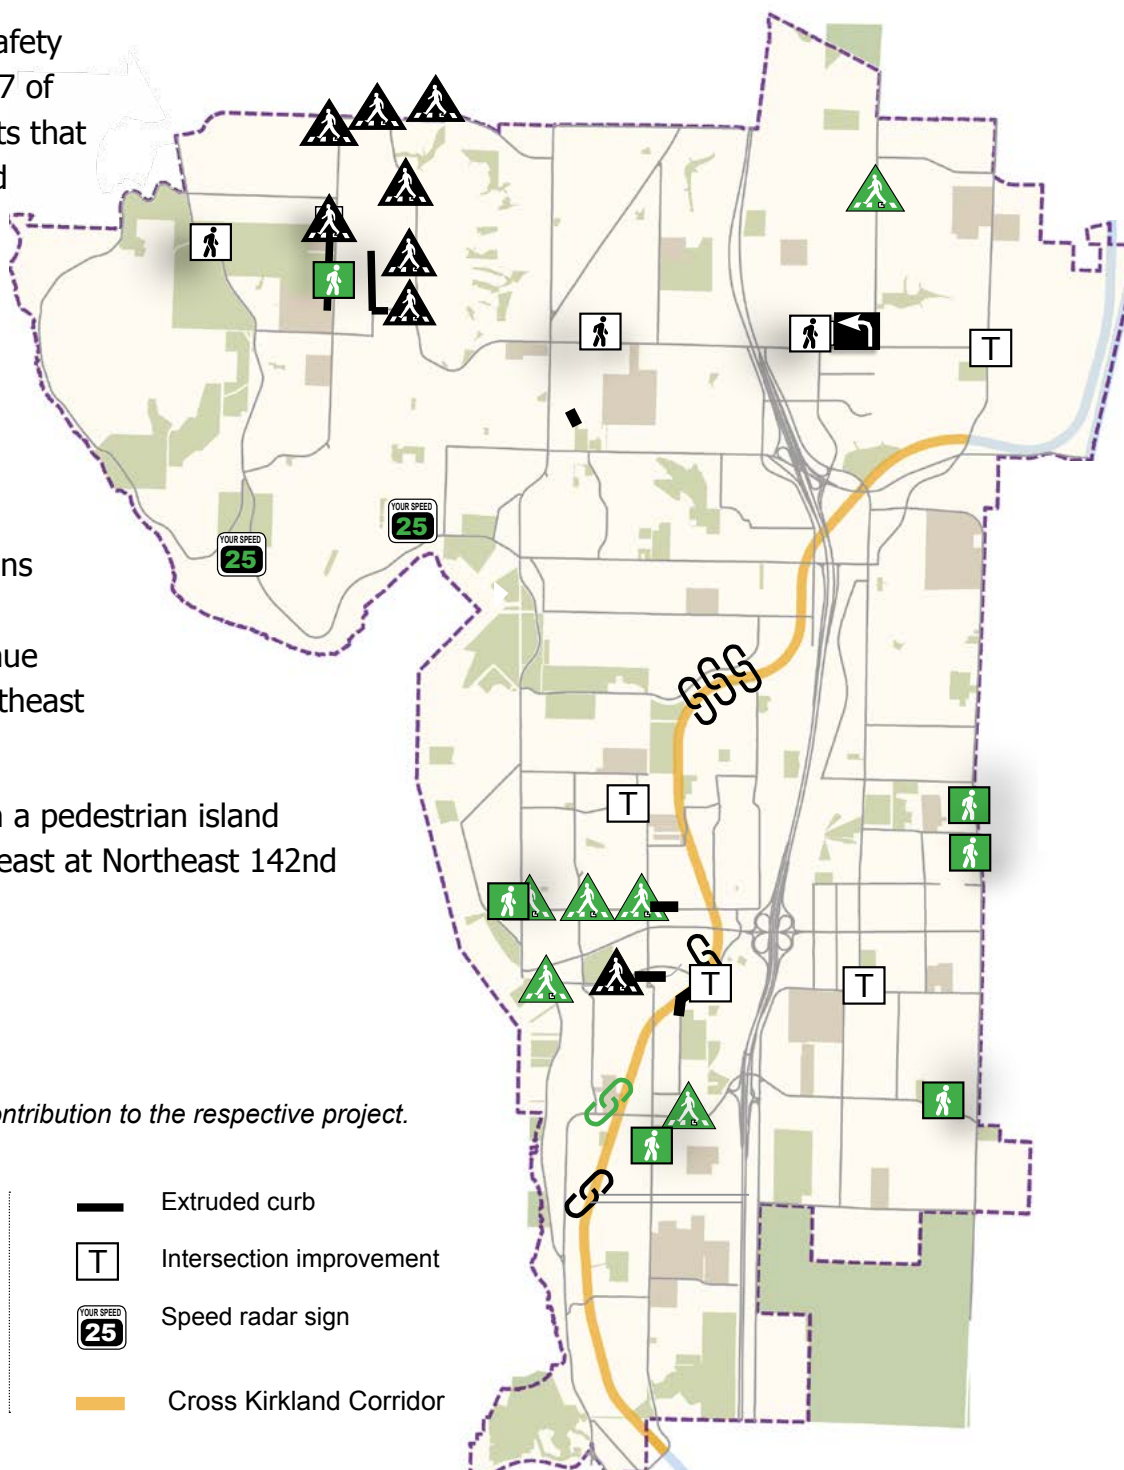 afety
7 of
ts that
d
ns
nue
theast
n a pedestrian island
east at Northeast 142nd
ontribution to the respective project.
T
YOUR SPEED
25
YOUR SPEED
25
T
T
T
Extruded curb
T Intersection improvement
YOUR SPEED
25 Speed radar sign
Cross Kirkland Corridor